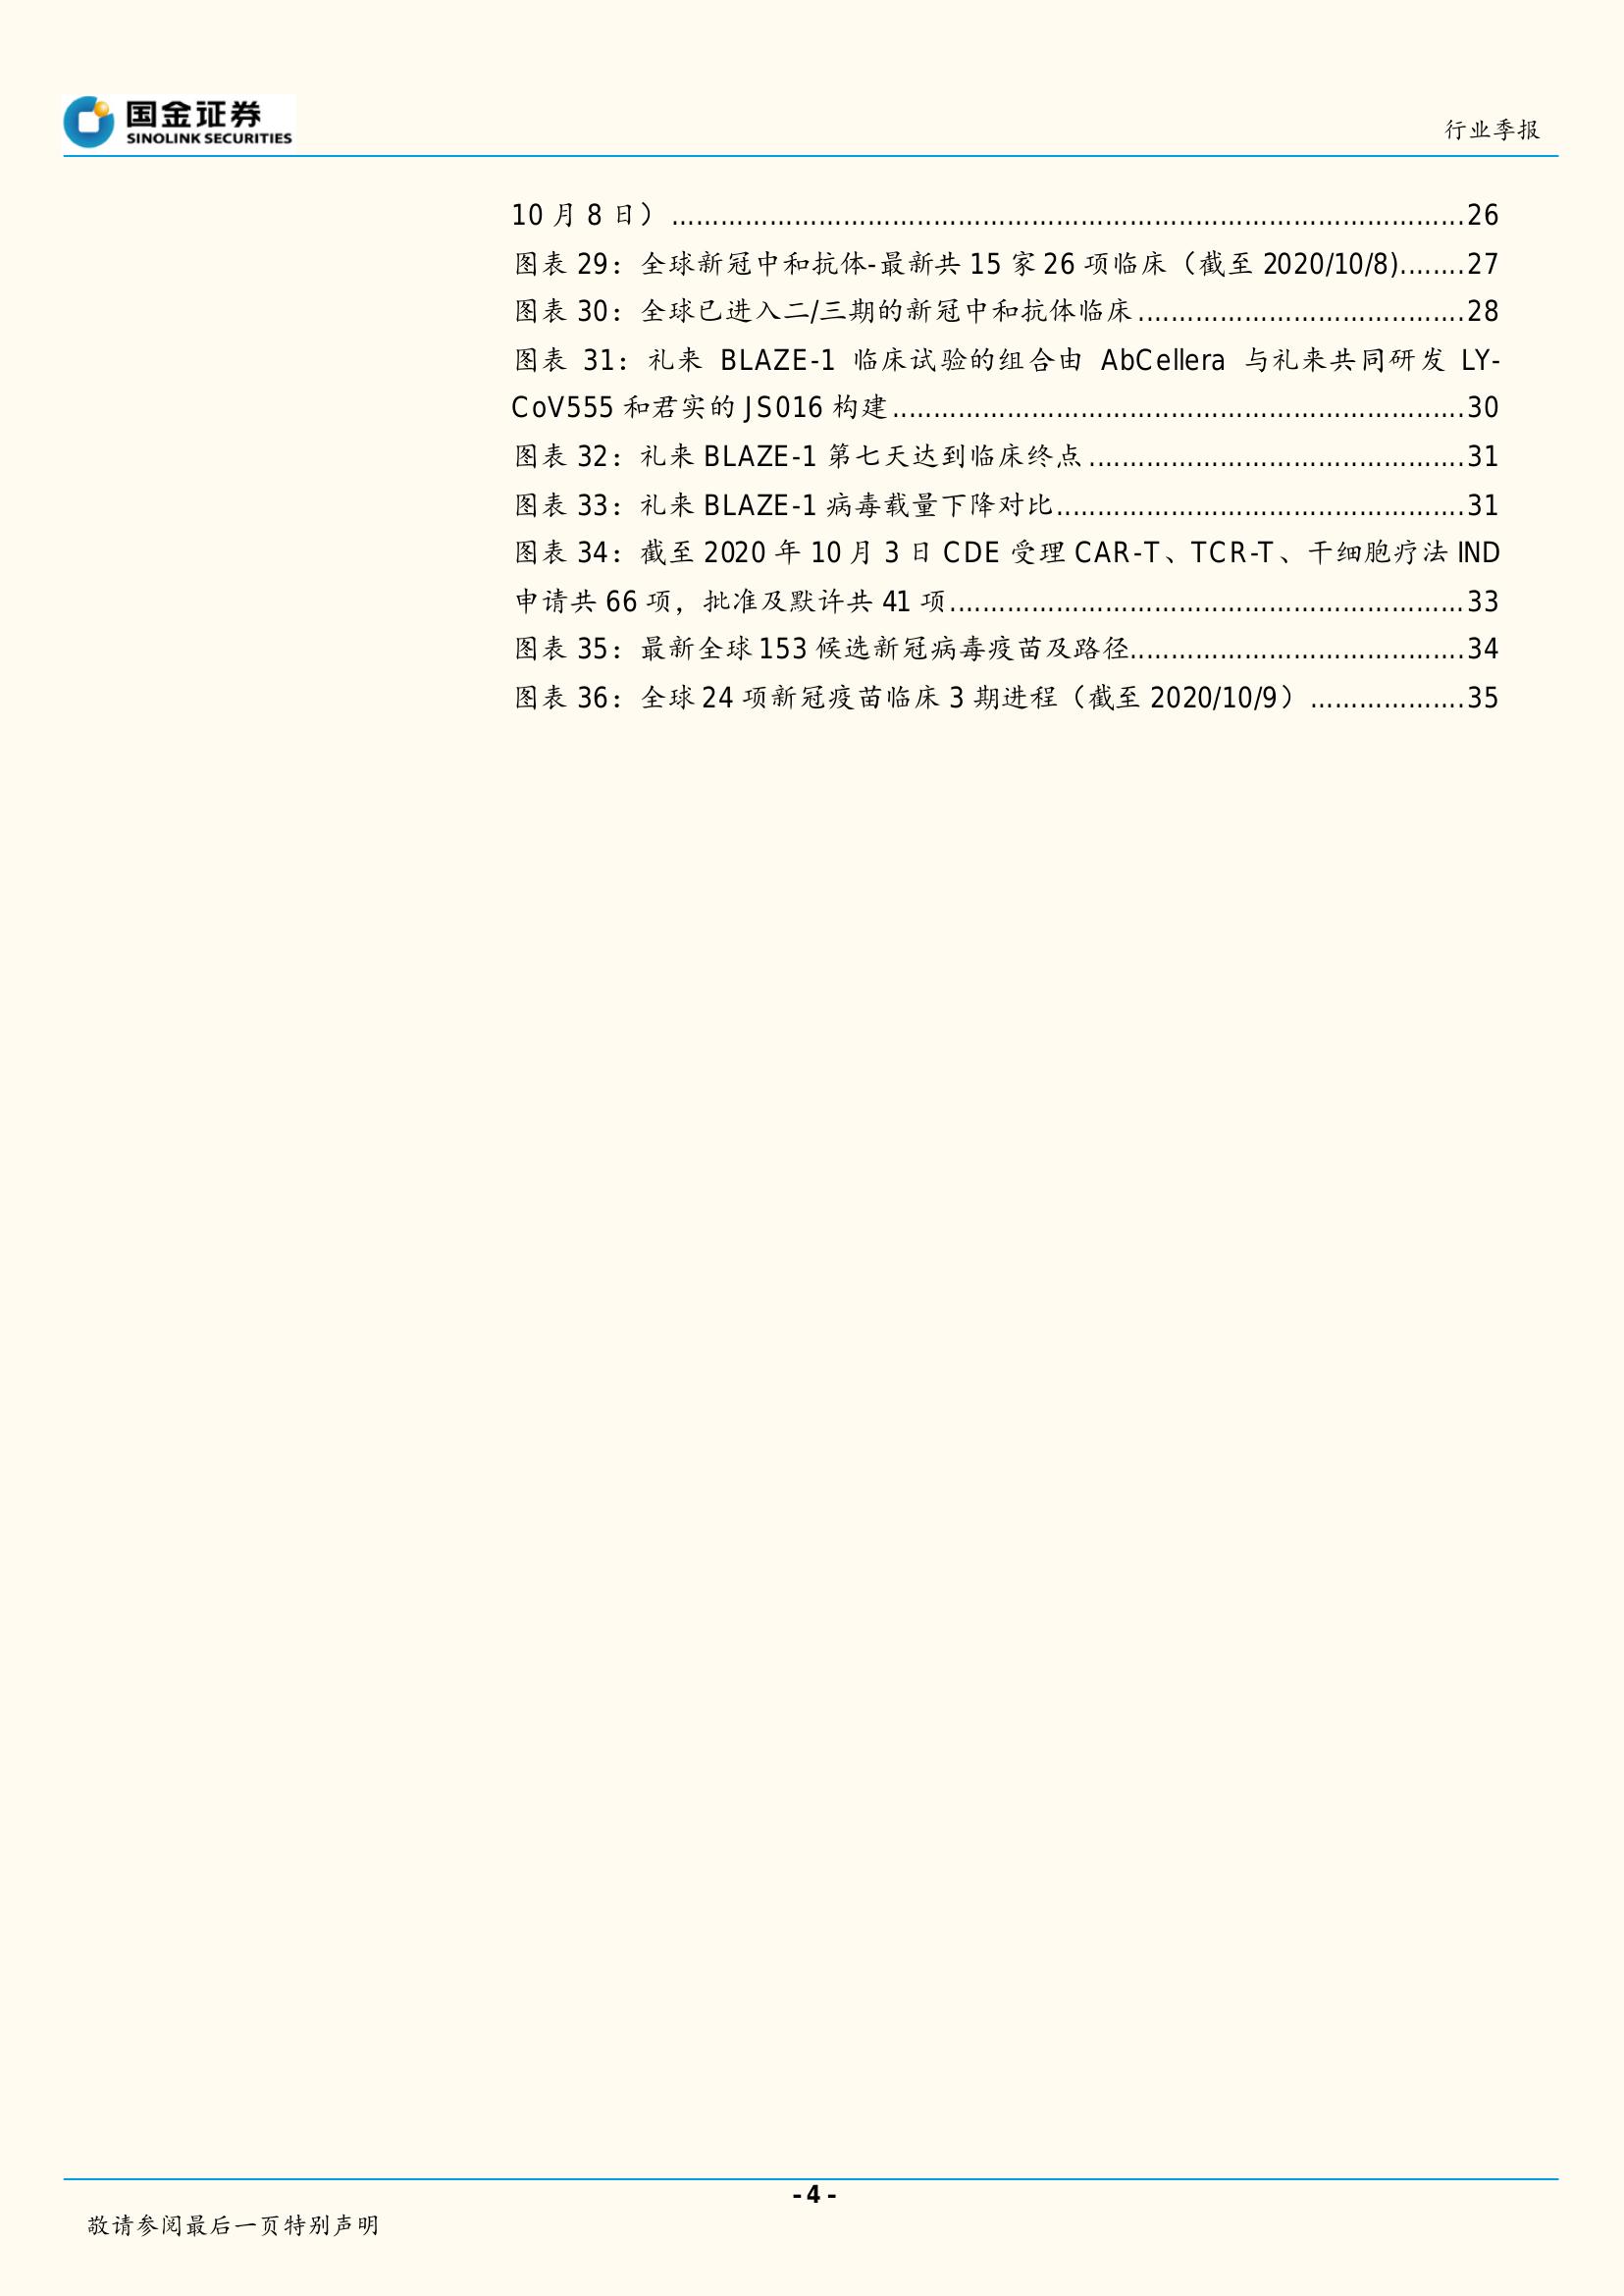 国金证券
SINOLINK SECURITIES
行业季报
10 月 8 日）................................................................................................26
图表 29：全球新冠中和抗体-最新共 15 家 26 项临床（截至 2020/10/8)........27
图表 30：全球已进入二/三期的新冠中和抗体临床........................................28
图表 31：礼来 BLAZE-1 临床试验的组合由 AbCellera 与礼来共同研发 LY-
CoV555 和君实的 JS016 构建......................................................................30
图表 32：礼来 BLAZE-1 第七天达到临床终点..............................................31
图表 33：礼来 BLAZE-1 病毒载量下降对比..................................................31
图表 34：截至 2020 年 10 月 3 日 CDE 受理 CAR-T、TCR-T、干细胞疗法 IND
申请共 66 项，批准及默许共 41 项...............................................................33
图表 35：最新全球 153 候选新冠病毒疫苗及路径.........................................34
图表 36：全球 24 项新冠疫苗临床 3 期进程（截至 2020/10/9）...................35
- 4 -
敬请参阅最后一页特别声明